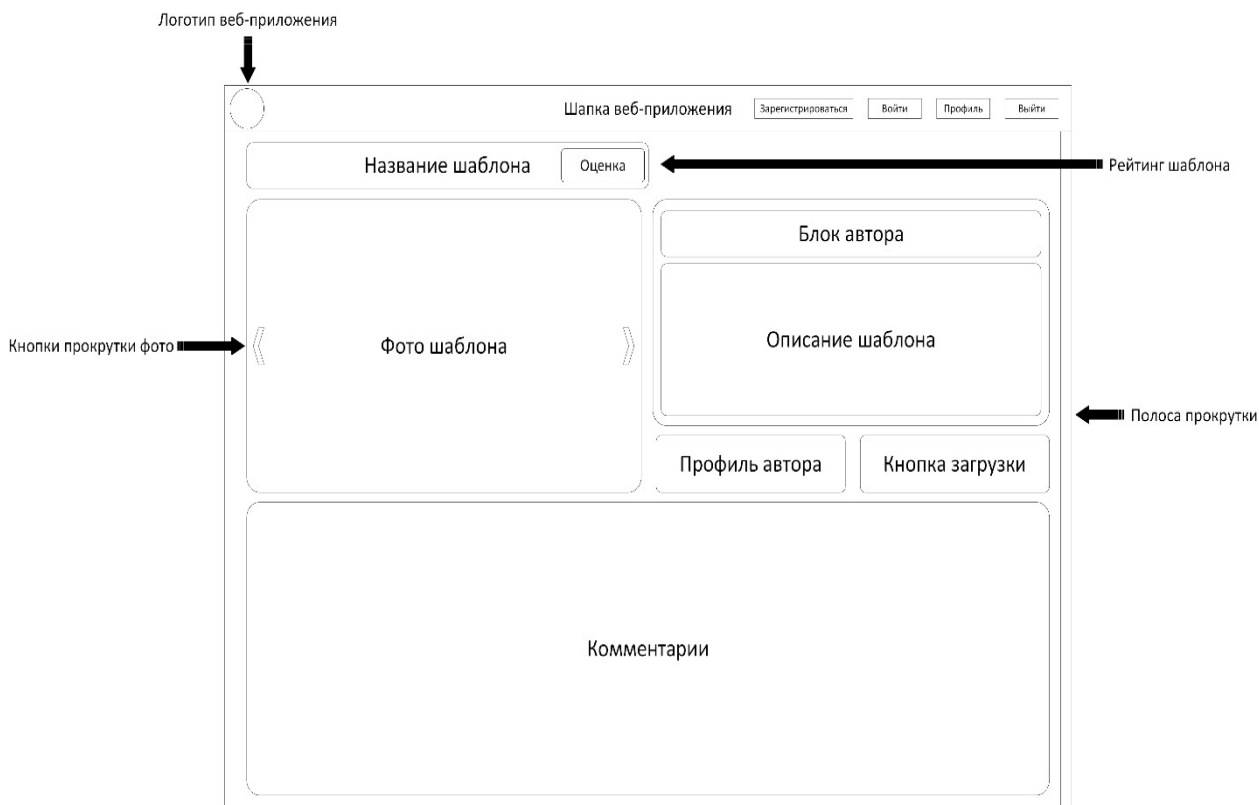 Логотип веб-приложения
Шапка веб-приложения
Зарегистрироваться
Войти
Профиль
Выйти
Название шаблона
Оценка
Рейтинг шаблона
Блок автора
Кнопки прокрутки фото
Фото шаблона
Описание шаблона
Полоса прокрутки
Профиль автора
Кнопка загрузки
Комментарии